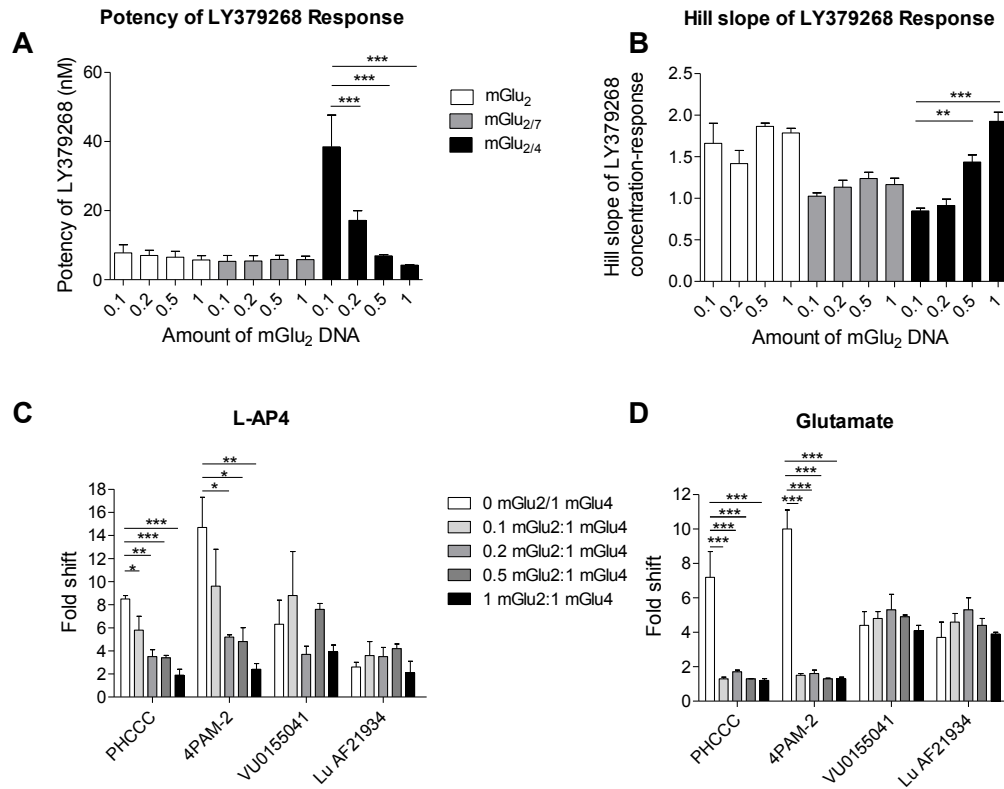 Potency of LY379268 Response
A
Potency of LY379268 (nM)
60
40
20
0
***
***
***
0.1
0.2
0.5
1
0.1
0.2
0.5
1
0.1
0.2
0.5
1
Amount of mGlu2 DNA
mGlu2
mGlu2/7
mGlu2/4
Hill slope of LY379268 Response
B
Hill slope of LY379268
concentration-response
2.5
2.0
1.5
1.0
0.5
0.0
***
**
0.1
0.2
0.5
1
0.1
0.2
0.5
1
0.1
0.2
0.5
1
Amount of mGlu2 DNA
C
L-AP4
Fold shift
18
16
14
12
10
8
6
4
2
0
***
***
**
*
**
*
*
PHCCC
4PAM-2
VU0155041
Lu AF21934
0 mGlu2/1 mGlu4
0.1 mGlu2:1 mGlu4
0.2 mGlu2:1 mGlu4
0.5 mGlu2:1 mGlu4
1 mGlu2:1 mGlu4
D
Glutamate
Fold shift
12
10
8
6
4
2
0
***
***
***
***
***
***
***
PHCCC
4PAM-2
VU0155041
Lu AF21934